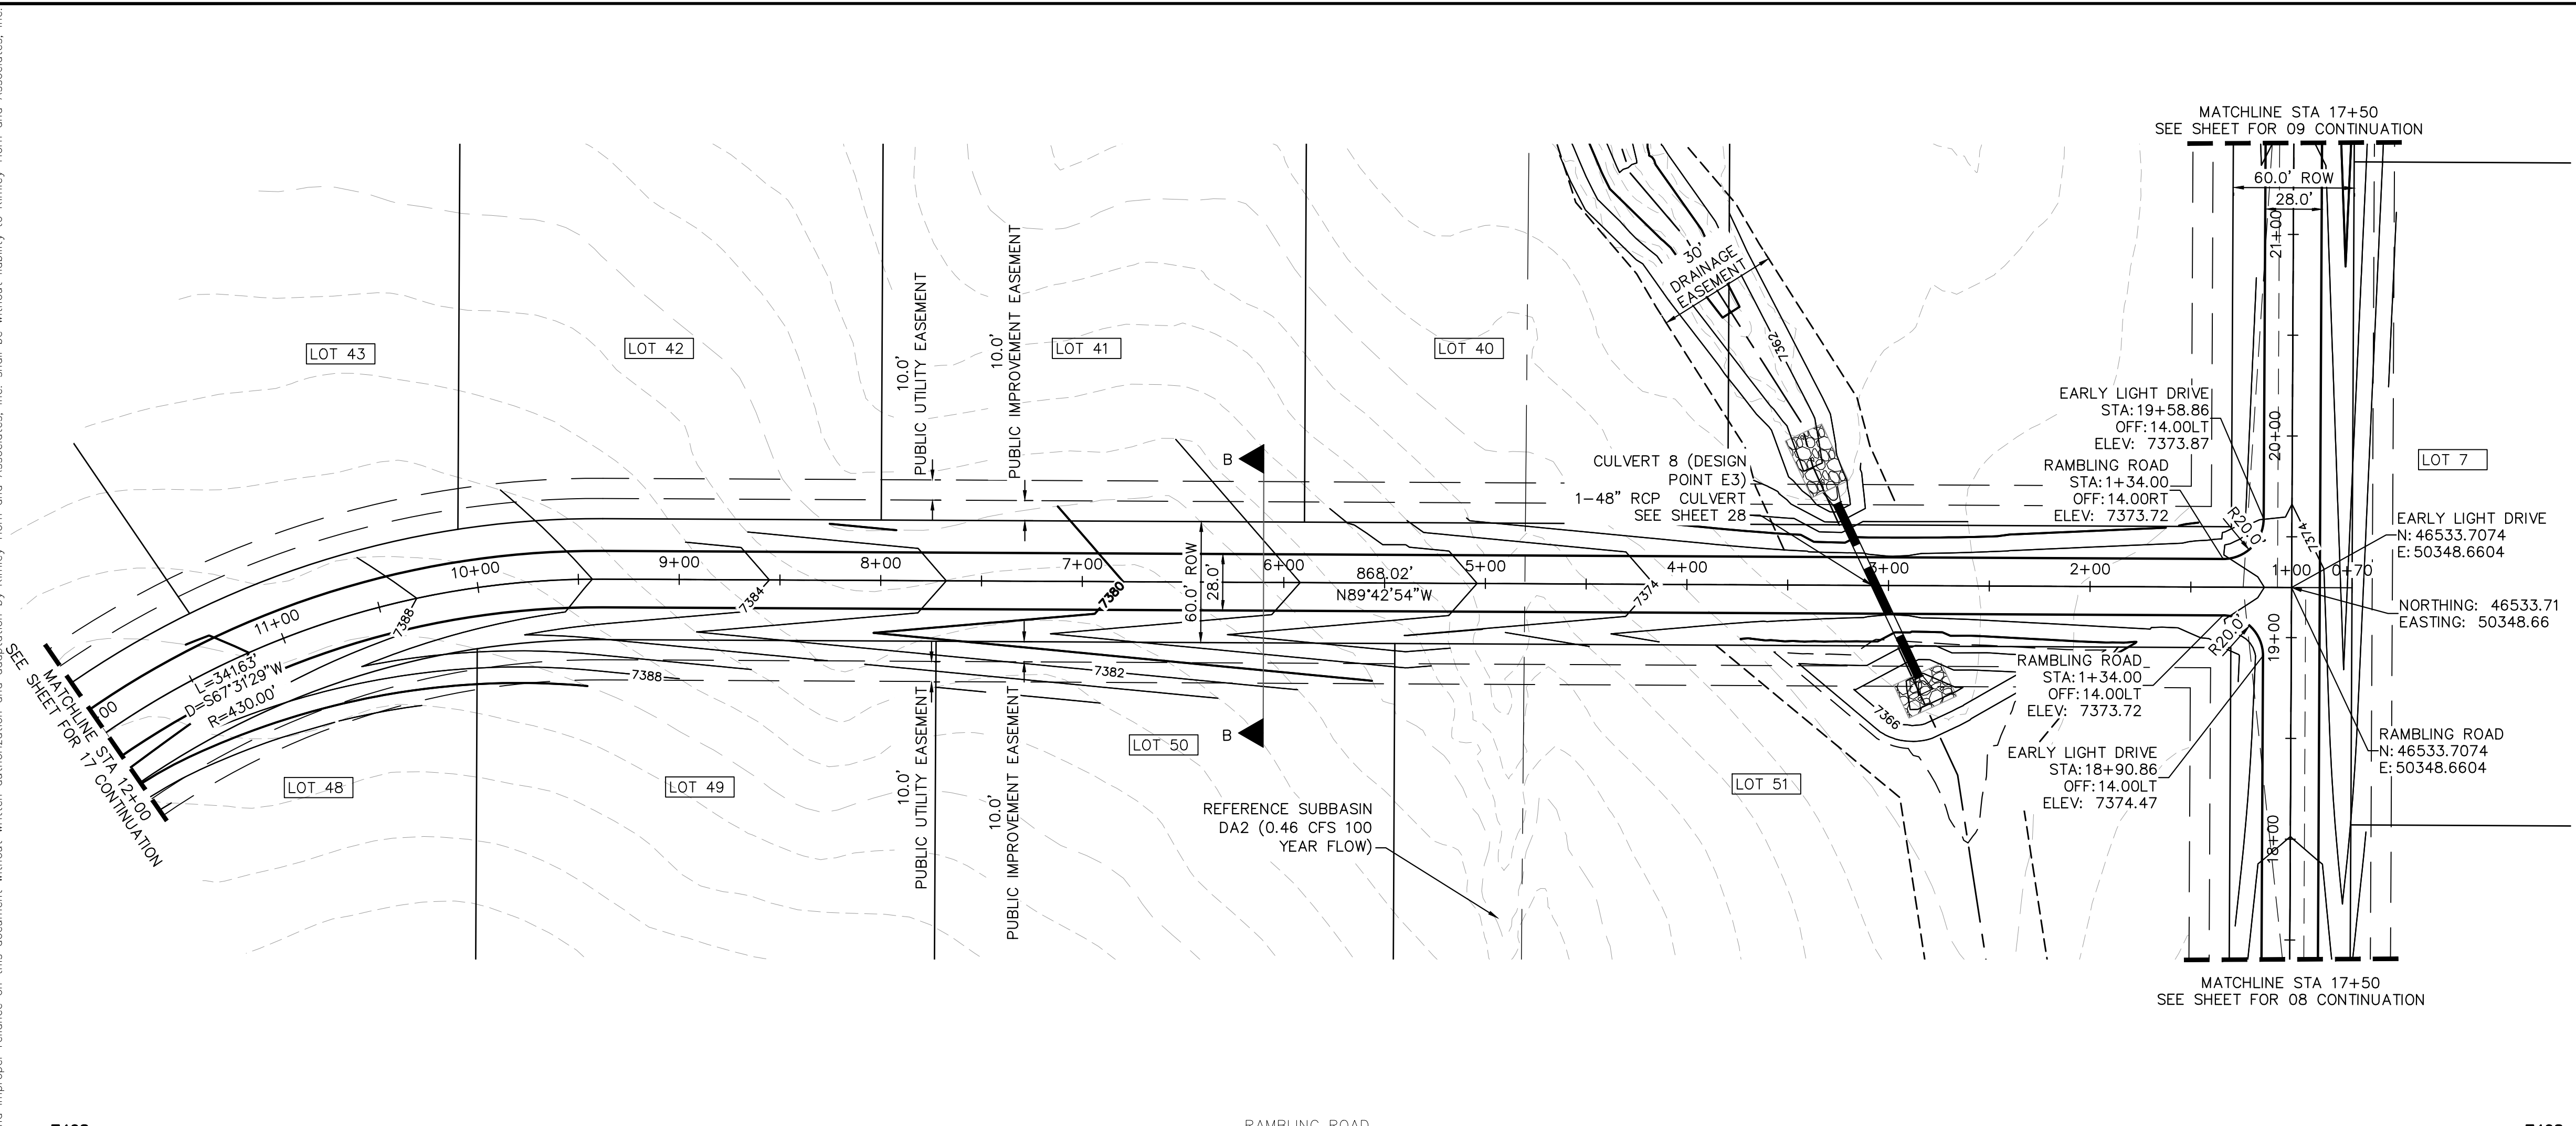 MATCHLINE STA 17+50
SEE SHEET FOR 09 CONTINUATION
60.0' ROW
28.0'
21+00
20+00
19+00
18+00
30'
DRAINAGE
EASEMENT
7362
LOT 43
LOT 42
LOT 41
LOT 40
LOT 7
10.0'
PUBLIC UTILITY EASEMENT
10.0'
PUBLIC IMPROVEMENT EASEMENT
EARLY LIGHT DRIVE
STA:19+58.86
OFF:14.00LT
ELEV: 7373.87
RAMBLING ROAD
STA:1+34.00
OFF:14.00RT
ELEV: 7373.72
CULVERT 8 (DESIGN
POINT E3)
1-48" RCP CULVERT
SEE SHEET 28
B
R20.0'
7374
EARLY LIGHT DRIVE
N: 46533.7074
E: 50348.6604
11+00
10+00
9+00
8+00
7+00
6+00
5+00
4+00
3+00
2+00
1+00
0+70
868.02'
N89°42'54"W
60.0' ROW
28.0'
7388
7384
7380
7374
NORTHING: 46533.71
EASTING: 50348.66
L=341.63'
D=S67°31'29"W
R=430.00'
00
MATCHLINE STA 12+00
SEE SHEET FOR 17 CONTINUATION
7388
7382
R20.0'
RAMBLING ROAD
STA:1+34.00
OFF:14.00LT
ELEV: 7373.72
7366
B
LOT 48
LOT 49
LOT 50
LOT 51
10.0'
PUBLIC UTILITY EASEMENT
10.0'
PUBLIC IMPROVEMENT EASEMENT
EARLY LIGHT DRIVE
STA:18+90.86
OFF:14.00LT
ELEV: 7374.47
RAMBLING ROAD
N: 46533.7074
E: 50348.6604
REFERENCE SUBBASIN
DA2 (0.46 CFS 100
YEAR FLOW)
MATCHLINE STA 17+50
SEE SHEET FOR 08 CONTINUATION
RAMBLING ROAD